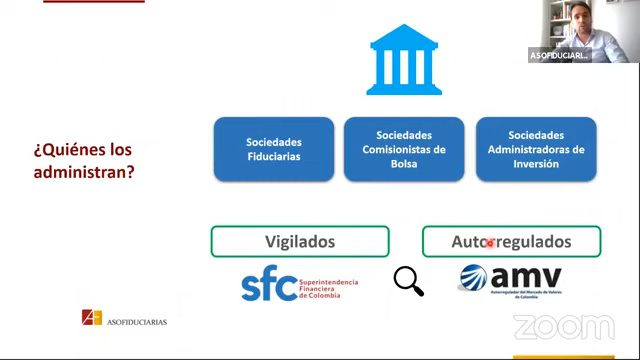 ASOFIDUCIARI...
¿Quiénes los
administran?
Sociedades
Fiduciarias
Sociedades
Comisionistas de
Bolsa
Sociedades
Administradoras de
Inversión
Vigilados
Autorregulados
sfc Superintendencia
Financiera
de Colombia
amv
Autorregulador del Mercado de Valores
de Colombia
ASOFIDUCIARIAS
zoom